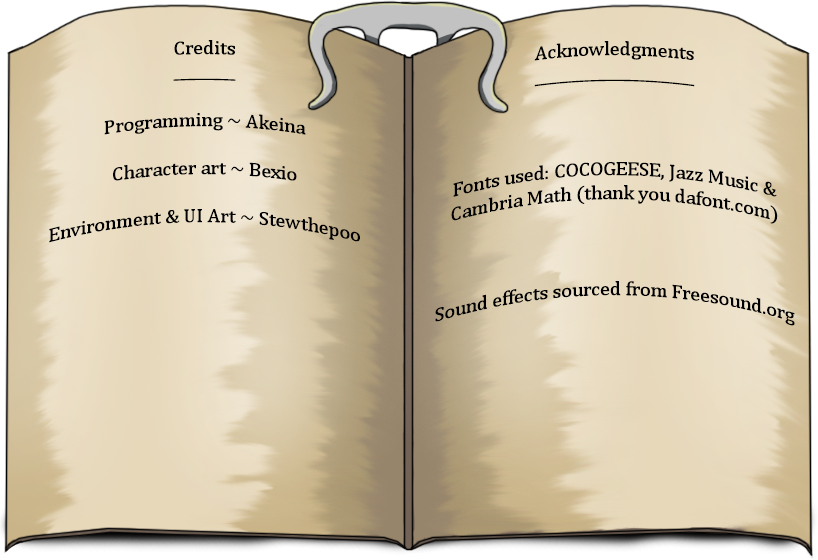 Credits
Programming ~ Akeina
Character art ~ Bexio
Environment & UI Art ~ Stewthepoo
Acknowledgments
Fonts used: COCOGEESE, Jazz Music &
Cambria Math (thank you dafont.com)
Sound effects sourced from Freesound.org